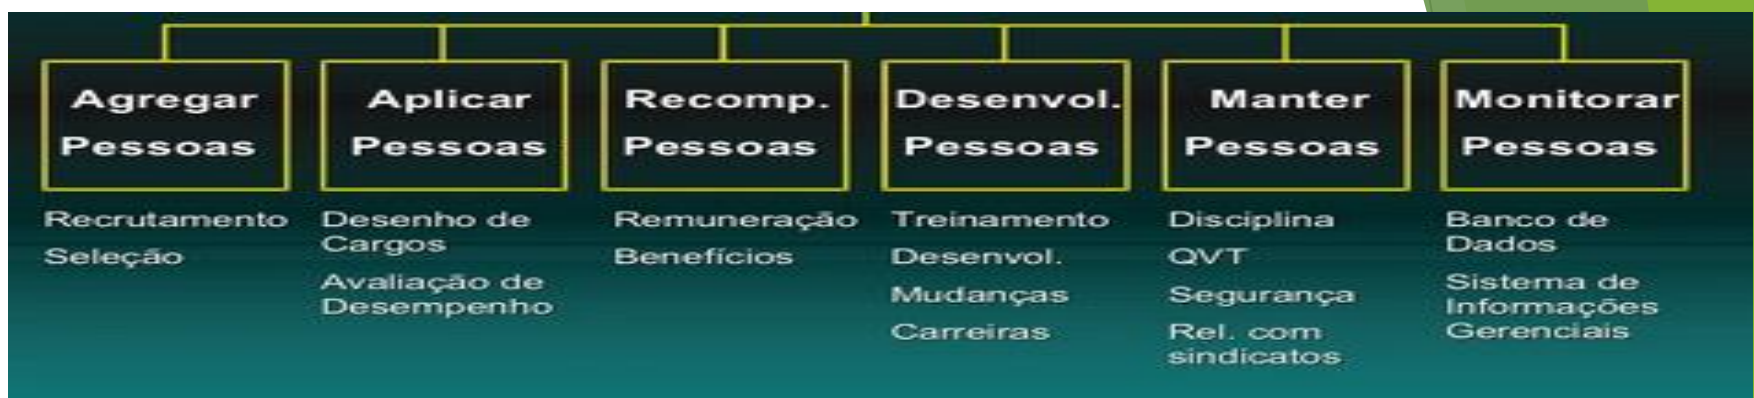 Agregar
Pessoas
Recrutamento
Seleção
Aplicar
Pessoas
Desenho de
Cargos
Avaliação de
Desempenho
Recomp.
Pessoas
Remuneração
Benefícios
Desenvol.
Pessoas
Treinamento
Desenvol.
Mudanças
Carreiras
Manter
Pessoas
Disciplina
QVT
Segurança
Rel. com
sindicatos
Monitorar
Pessoas
Banco de
Dados
Sistema de
Informações
Gerenciais